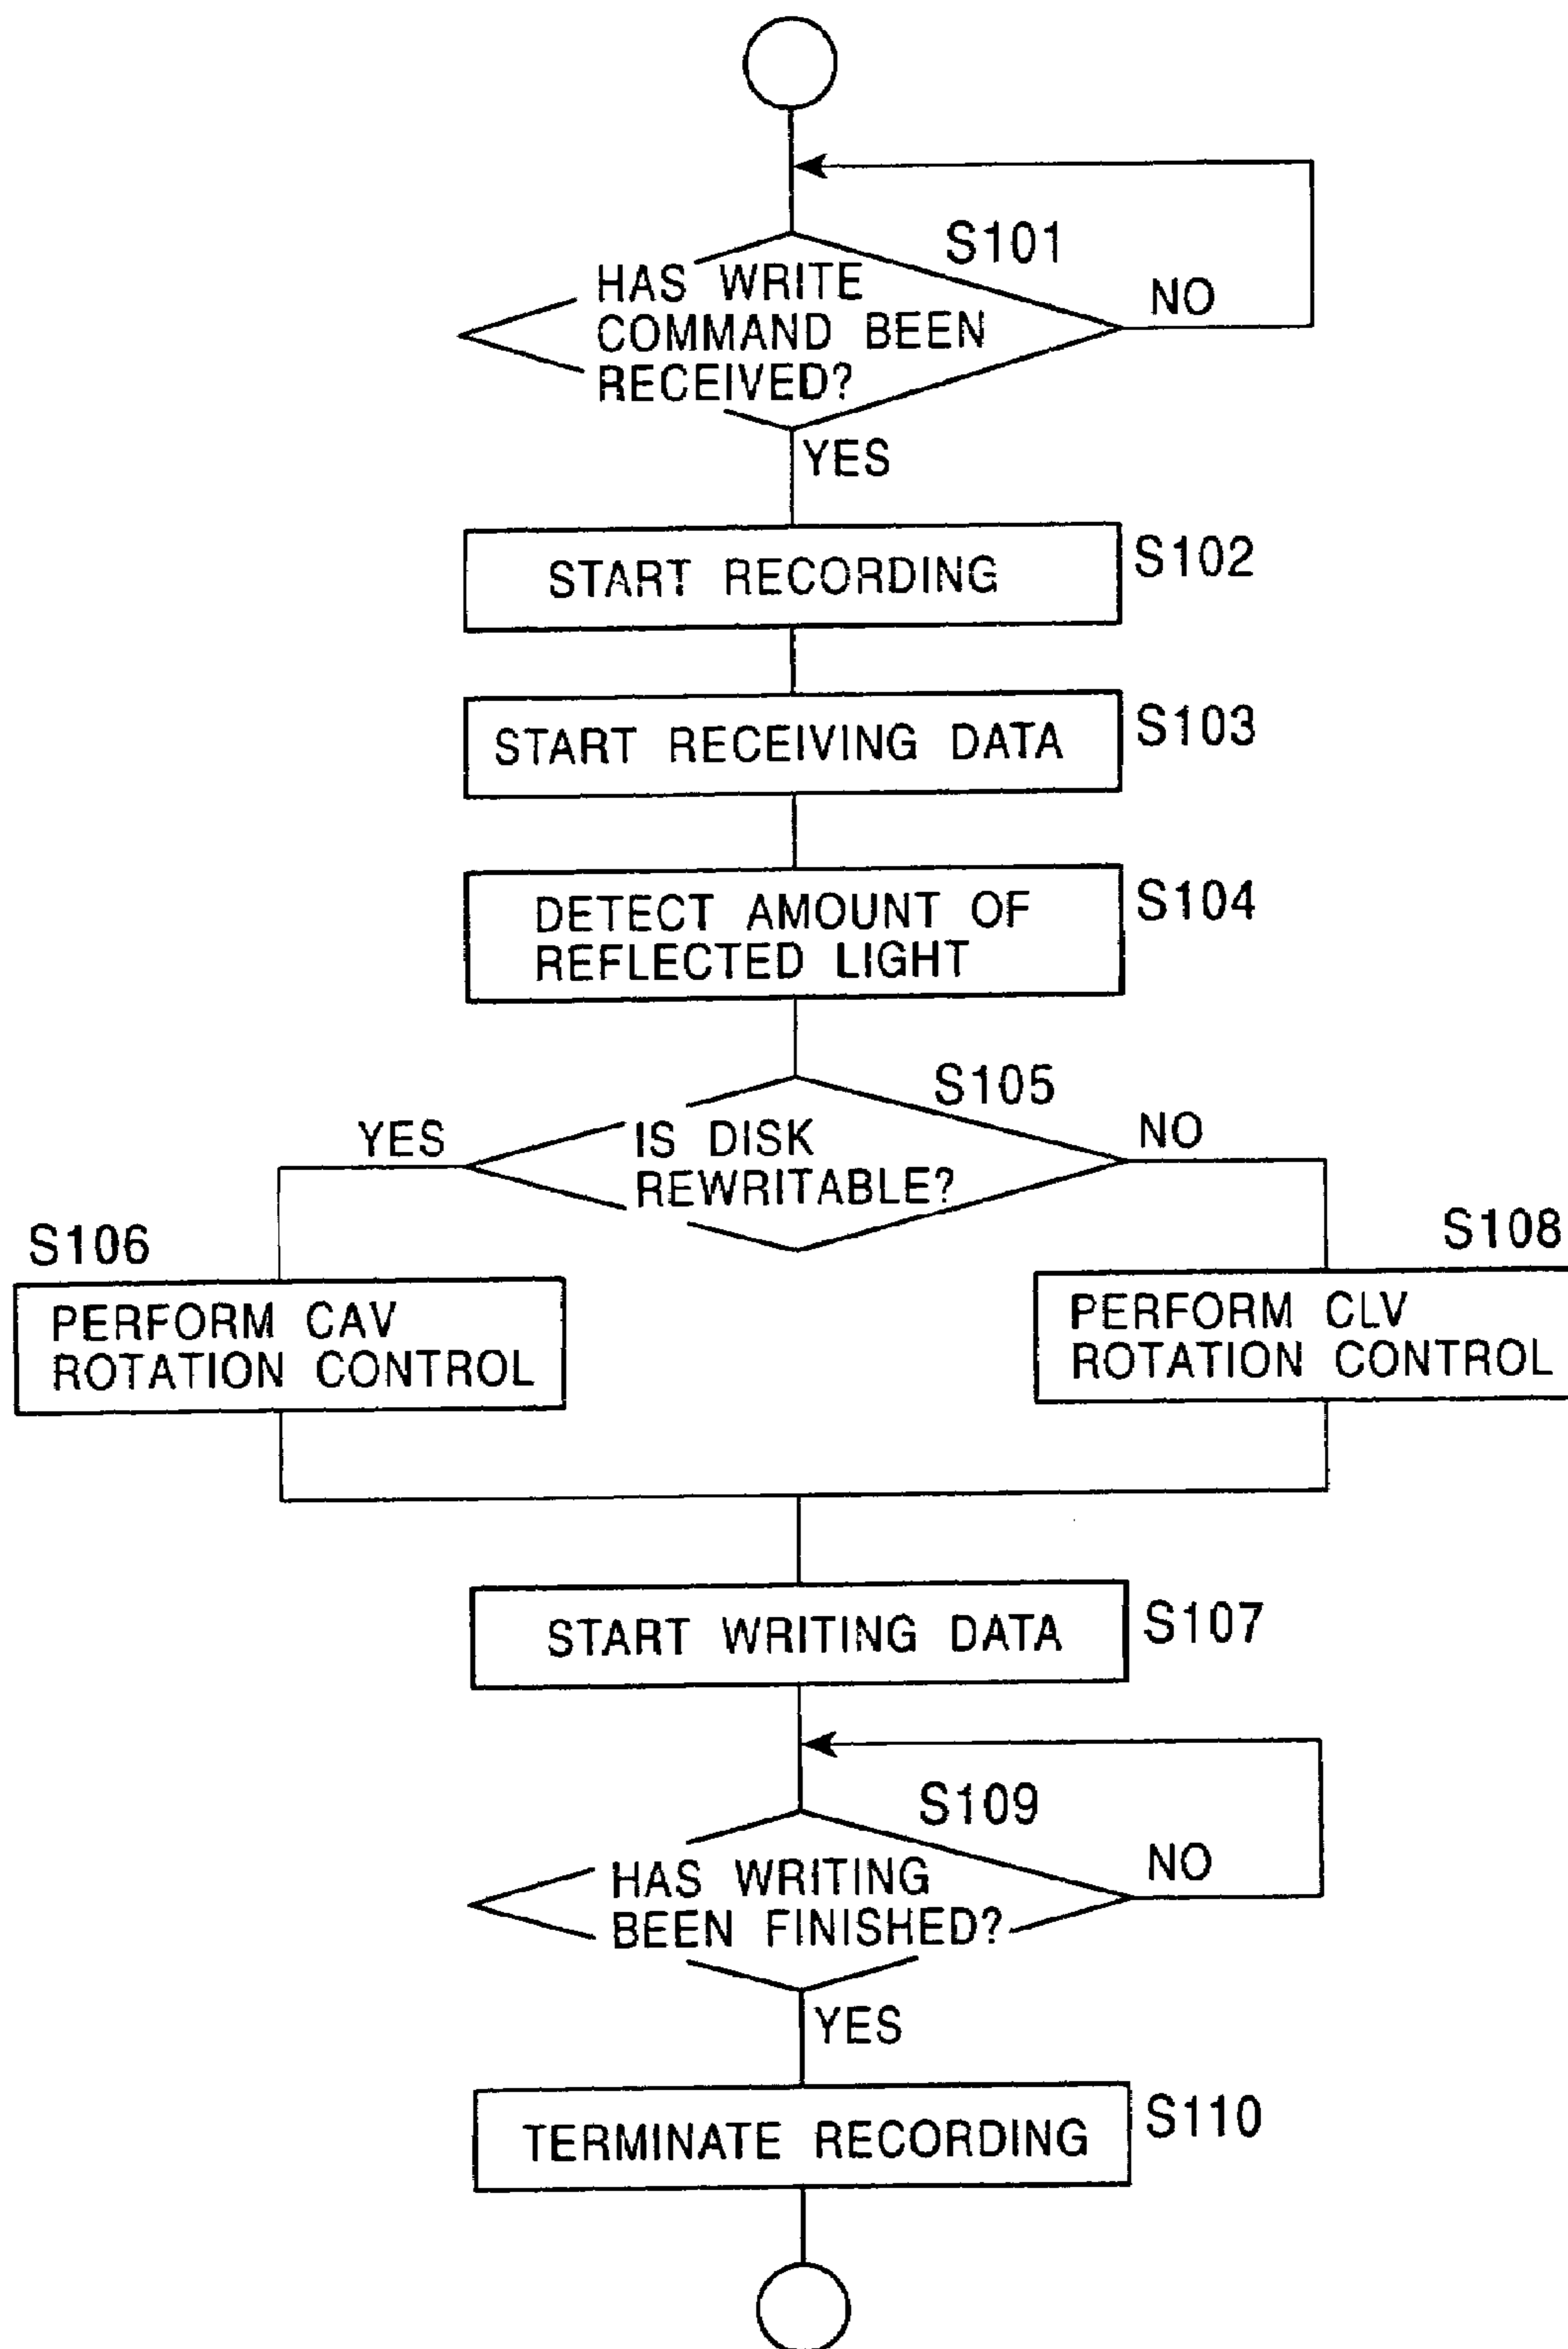 S101
HAS WRITE
COMMAND BEEN
RECEIVED?
NO
YES
START RECORDING
S102
START RECEIVING DATA
S103
DETECT AMOUNT OF
REFLECTED LIGHT
S104
S105
YES
IS DISK
REWRITABLE?
NO
S106
PERFORM CAV
ROTATION CONTROL
S108
PERFORM CLV
ROTATION CONTROL
START WRITING DATA
S107
S109
HAS WRITING
BEEN FINISHED?
NO
YES
TERMINATE RECORDING
S110